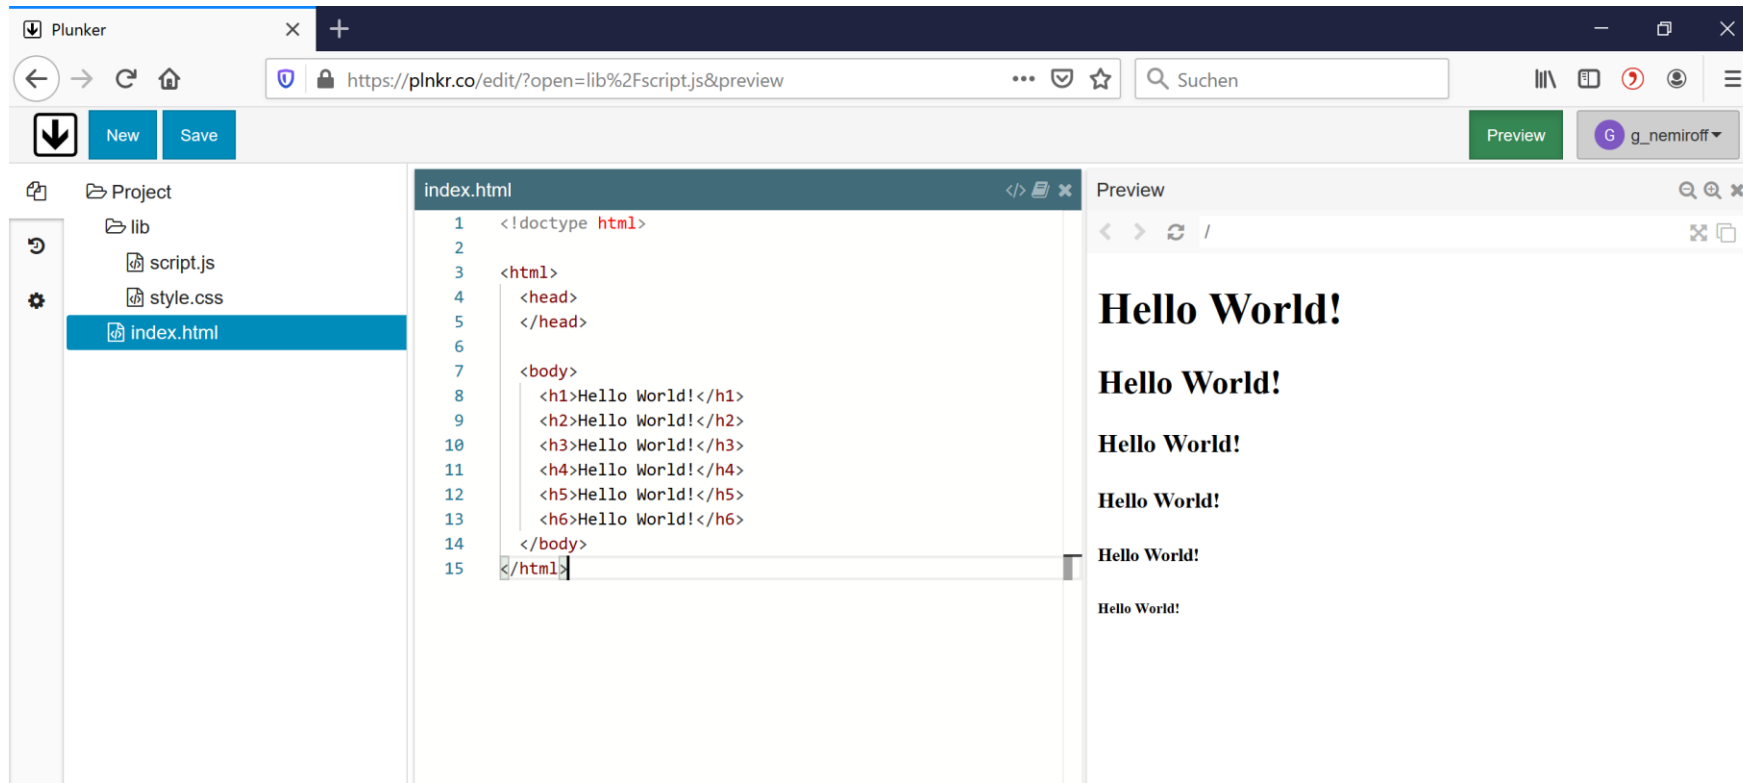 Plunker
https://plnkr.co/edit/?open=lib%2Fscript.js&preview
Suchen
New
Save
Preview
G g_nemiroff
Project
lib
script.js
style.css
index.html
index.html
1 <!doctype html>
2
3 <html>
4 <head>
5 </head>
6
7 <body>
8 <h1>Hello World!</h1>
9 <h2>Hello World!</h2>
10 <h3>Hello World!</h3>
11 <h4>Hello World!</h4>
12 <h5>Hello World!</h5>
13 <h6>Hello World!</h6>
14 </body>
15 </html>
Preview
/
Hello World!
Hello World!
Hello World!
Hello World!
Hello World!
Hello World!